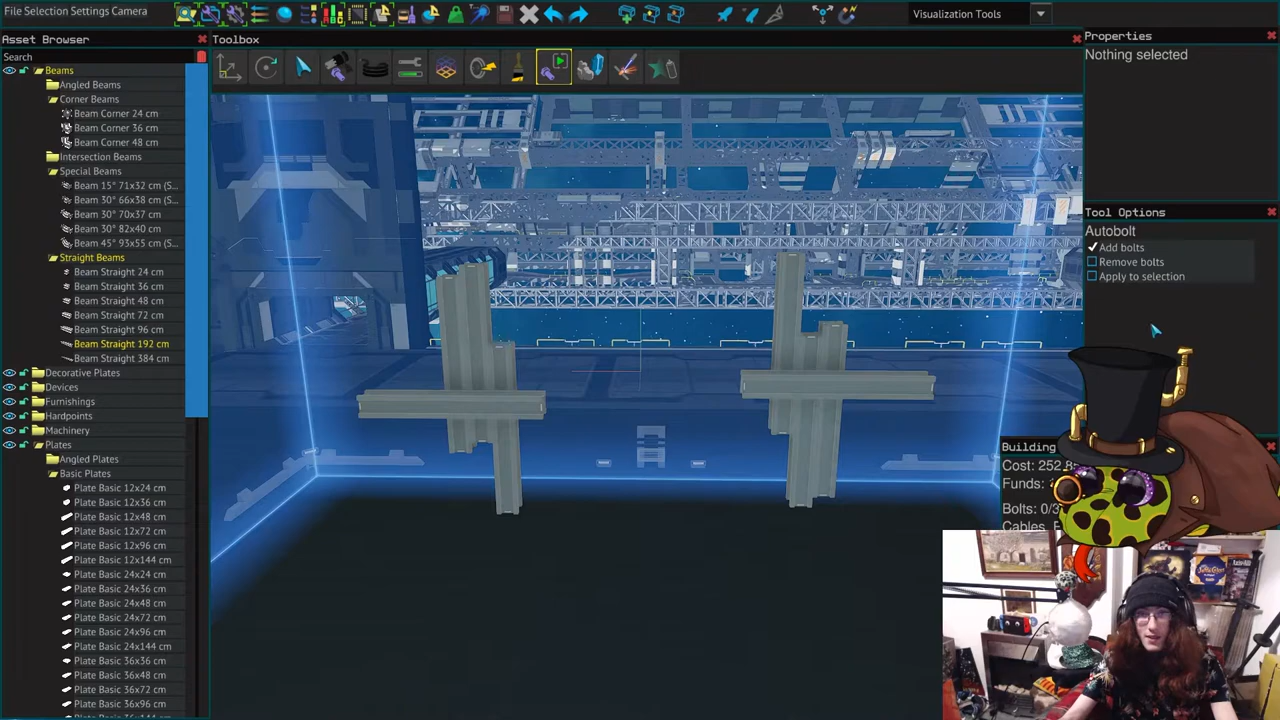 File Selection Settings Camera
Visualization Tools
Asset Browser
Toolbox
Properties
Search
Nothing selected
Beams
Angled Beams
Corner Beams
Beam Corner 24 cm
Beam Corner 36 cm
Beam Corner 48 cm
Intersection Beams
Special Beams
Beam 15° 71x32 cm (S...
Beam 30° 66x38 cm (S...
Beam 30° 70x37 cm
Beam 30° 82x40 cm
Beam 45° 93x55 cm (S...
Straight Beams
Beam Straight 24 cm
Beam Straight 36 cm
Beam Straight 48 cm
Beam Straight 72 cm
Beam Straight 96 cm
Beam Straight 192 cm
Beam Straight 384 cm
Decorative Plates
Devices
Furnishings
Hardpoints
Machinery
Plates
Angled Plates
Basic Plates
Plate Basic 12x24 cm
Plate Basic 12x36 cm
Plate Basic 12x48 cm
Plate Basic 12x72 cm
Plate Basic 12x96 cm
Plate Basic 12x144 cm
Plate Basic 24x24 cm
Plate Basic 24x36 cm
Plate Basic 24x48 cm
Plate Basic 24x72 cm
Plate Basic 24x96 cm
Plate Basic 24x144 cm
Plate Basic 36x36 cm
Plate Basic 36x48 cm
Plate Basic 36x72 cm
Plate Basic 36x96 cm
Tool Options
Autobolt
Add bolts
Remove bolts
Apply to selection
Building
Cost: 252.8
Funds:
Bolts: 0/3
Cables,